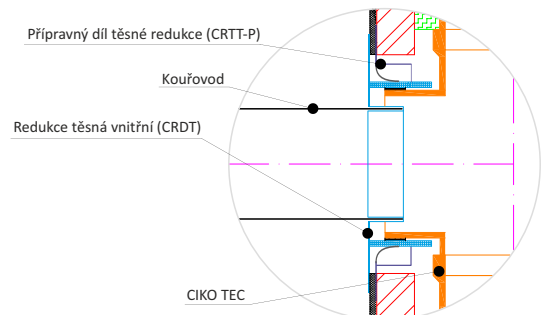 Přípravný díl těsné redukce (CRTT-P)
Kouřovod
Redukce těsná vnitřní (CRDT)
CIKO TEC